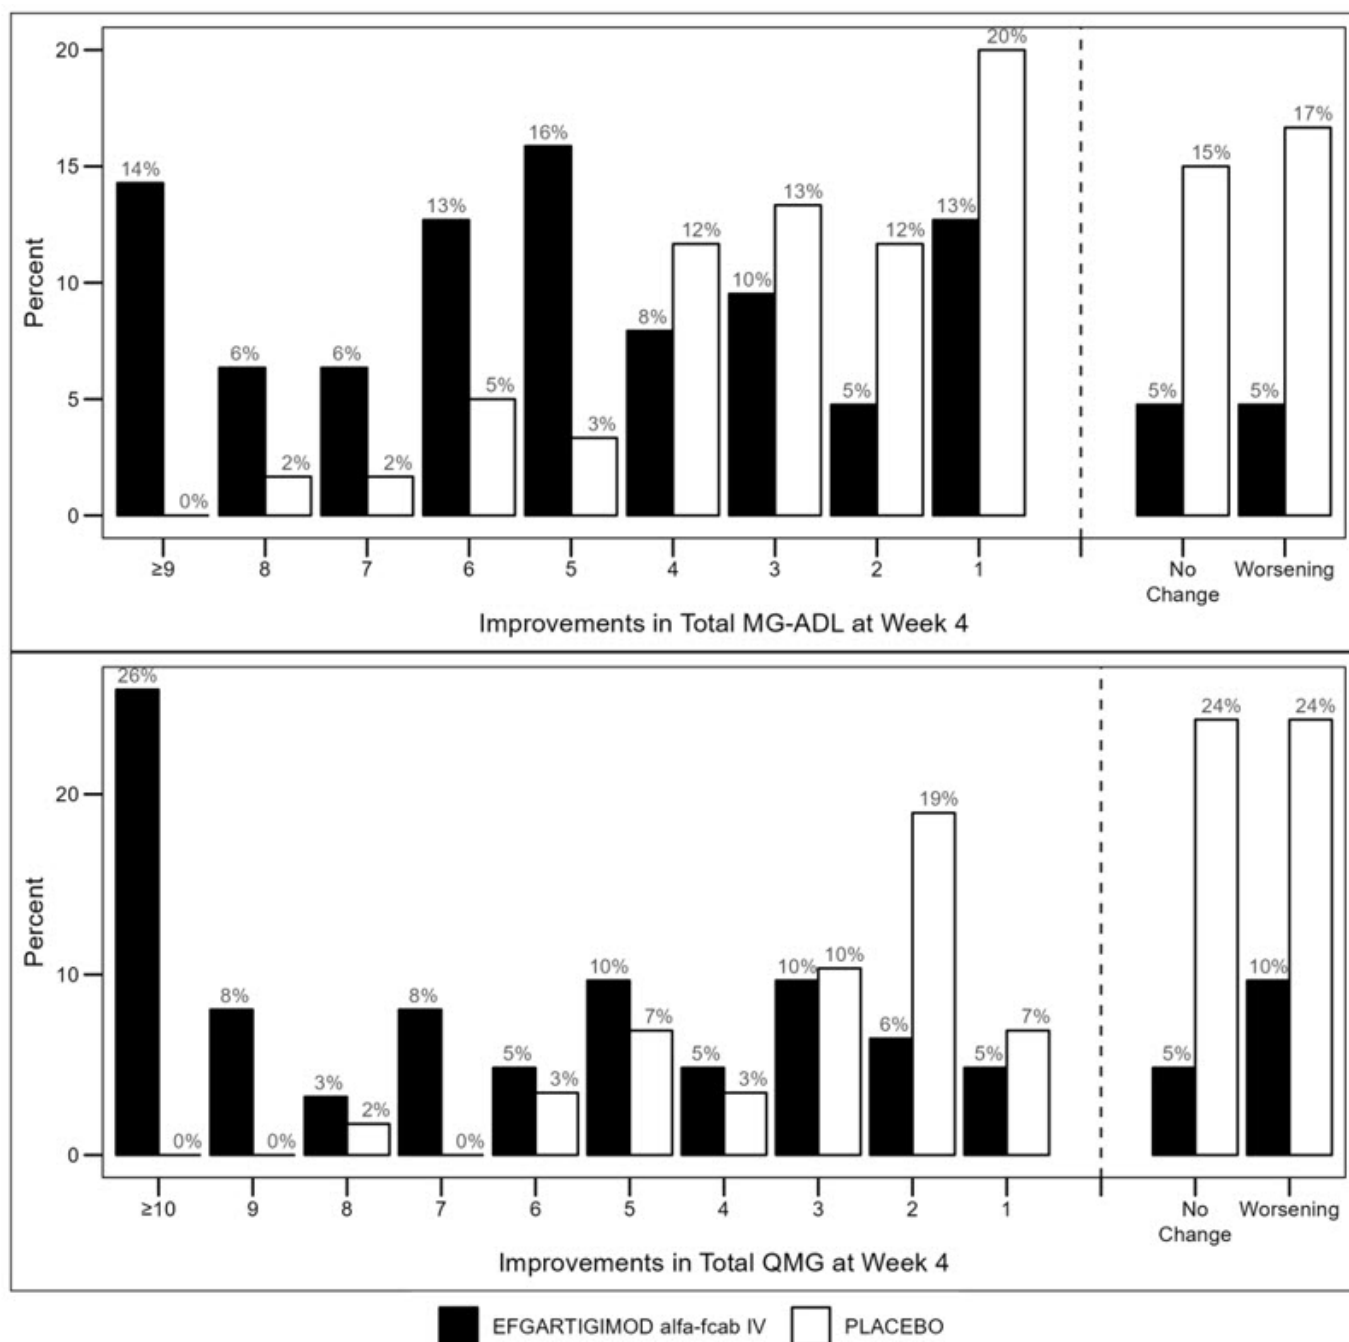 20%
20
17%
16%
15
15%
14%
13%
13%
13%
12%
12%
10%
10
8%
6%
6%
5%
5
5%
5%
5%
3%
2%
2%
0%
0
Percent
≥9 8 7 6 5 4 3 2 1 No Worsening
Change
Improvements in Total MG-ADL at Week 4
26%
24% 24%
20
19%
Percent
10
10% 10% 10% 10%
8% 8%
7% 7%
6%
5% 5% 5% 5%
3% 3% 3%
2%
0% 0% 0%
0
≥10 9 8 7 6 5 4 3 2 1 No Worsening
Change
Improvements in Total QMG at Week 4
EFGARTIGIMOD alfa-fcab IV PLACEBO